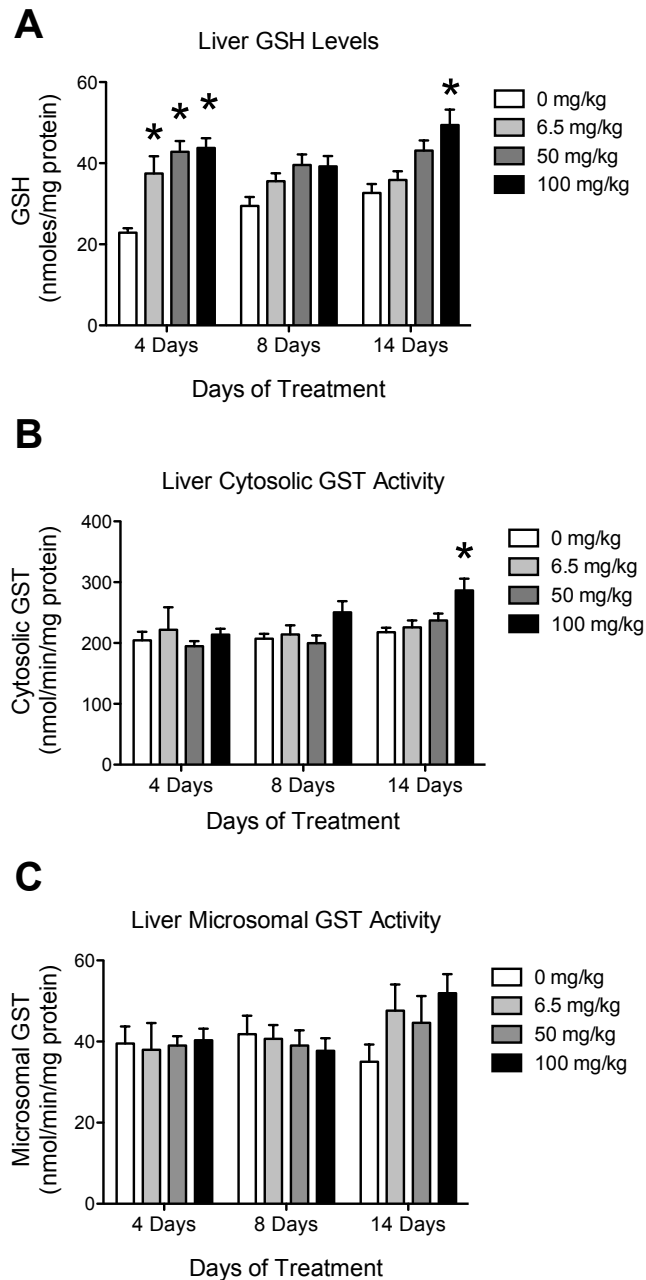 A
Liver GSH Levels
GSH
(nmoles/mg protein)
60
40
20
0
* * * *
4 Days 8 Days 14 Days
Days of Treatment
0 mg/kg
6.5 mg/kg
50 mg/kg
100 mg/kg
B
Liver Cytosolic GST Activity
Cytosolic GST
(nmol/min/mg protein)
400
300
200
100
0
*
4 Days 8 Days 14 Days
Days of Treatment
0 mg/kg
6.5 mg/kg
50 mg/kg
100 mg/kg
C
Liver Microsomal GST Activity
Microsomal GST
(nmol/min/mg protein)
60
40
20
0
4 Days 8 Days 14 Days
Days of Treatment
0 mg/kg
6.5 mg/kg
50 mg/kg
100 mg/kg